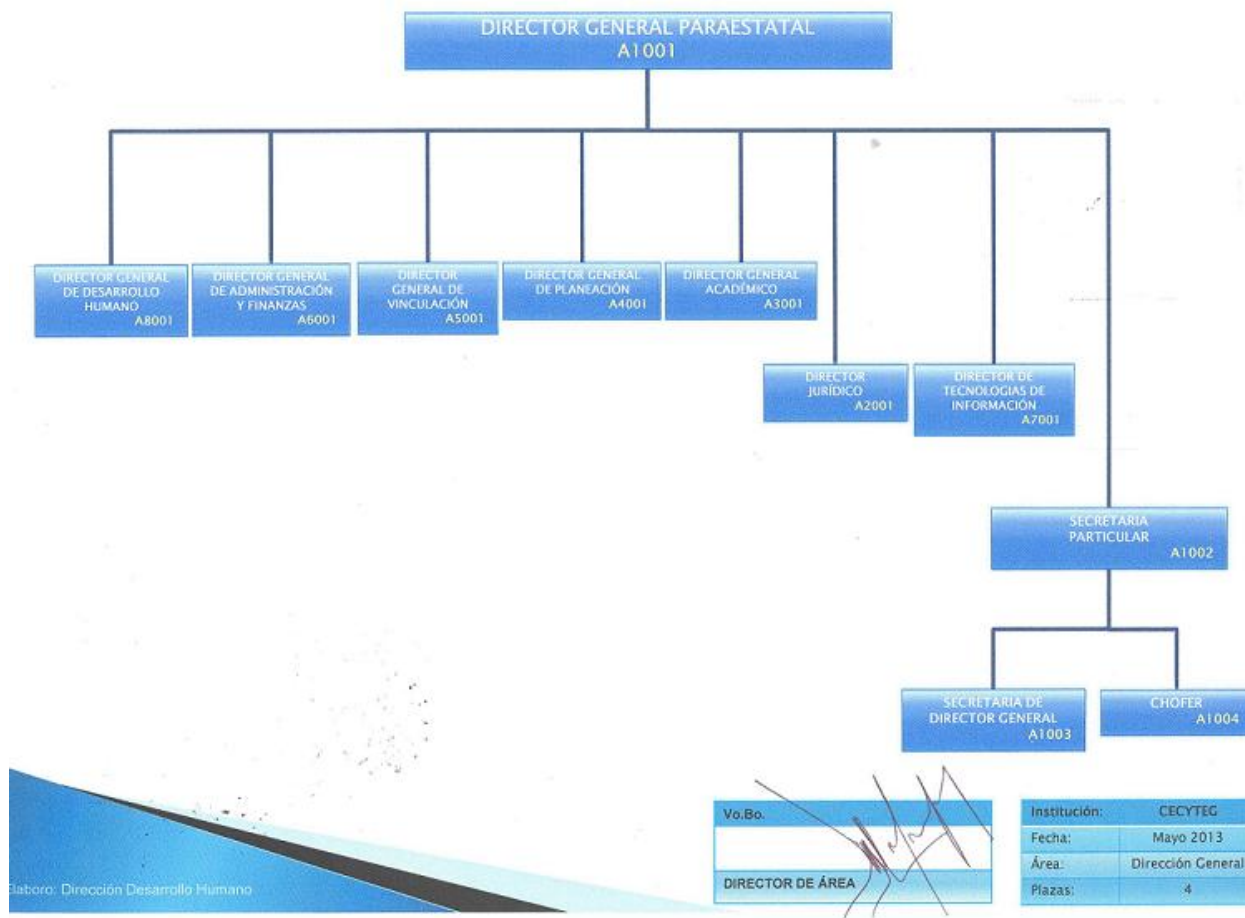 DIRECTOR GENERAL PARAESTATAL
A1001
DIRECTOR GENERAL
DE DESARROLLO
HUMANO
A8001
DIRECTOR GENERAL
DE ADMINISTRACIÓN
Y FINANZAS
A6001
DIRECTOR
GENERAL DE
VINCULACIÓN
A5001
DIRECTOR GENERAL
DE PLANEACIÓN
A4001
DIRECTOR GENERAL
ACADÉMICO
A3001
DIRECTOR
JURÍDICO
A2001
DIRECTOR DE
TECNOLOGIAS DE
INFORMACIÓN
A7001
SECRETARIA
PARTICULAR
A1002
SECRETARIA DE
DIRECTOR GENERAL
A1003
CHOFER
A1004
Vo.Bo.
DIRECTOR DE ÁREA
Institución: CECYTEG
Fecha: Mayo 2013
Área: Dirección General
Plazas: 4
laboro: Dirección Desarrollo Humano